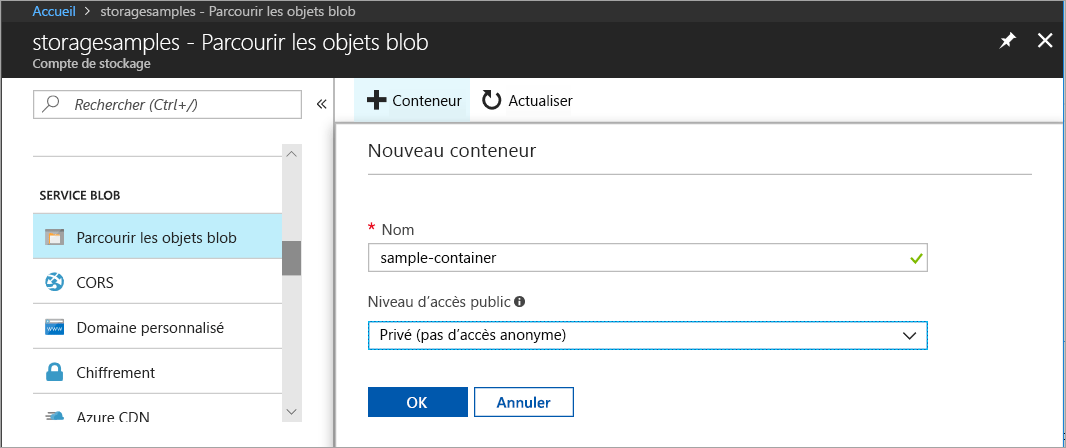 Accueil > storagesamples - Parcourir les objets blob
storagesamples - Parcourir les objets blob
Compte de stockage
Rechercher (Ctrl+/)
«
SERVICE BLOB
Parcourir les objets blob
CORS
Domaine personnalisé
Chiffrement
Azure CDN
Conteneur
Actualiser
Nouveau conteneur
* Nom
sample-container
Niveau d’accès public
Privé (pas d’accès anonyme)
OK
Annuler